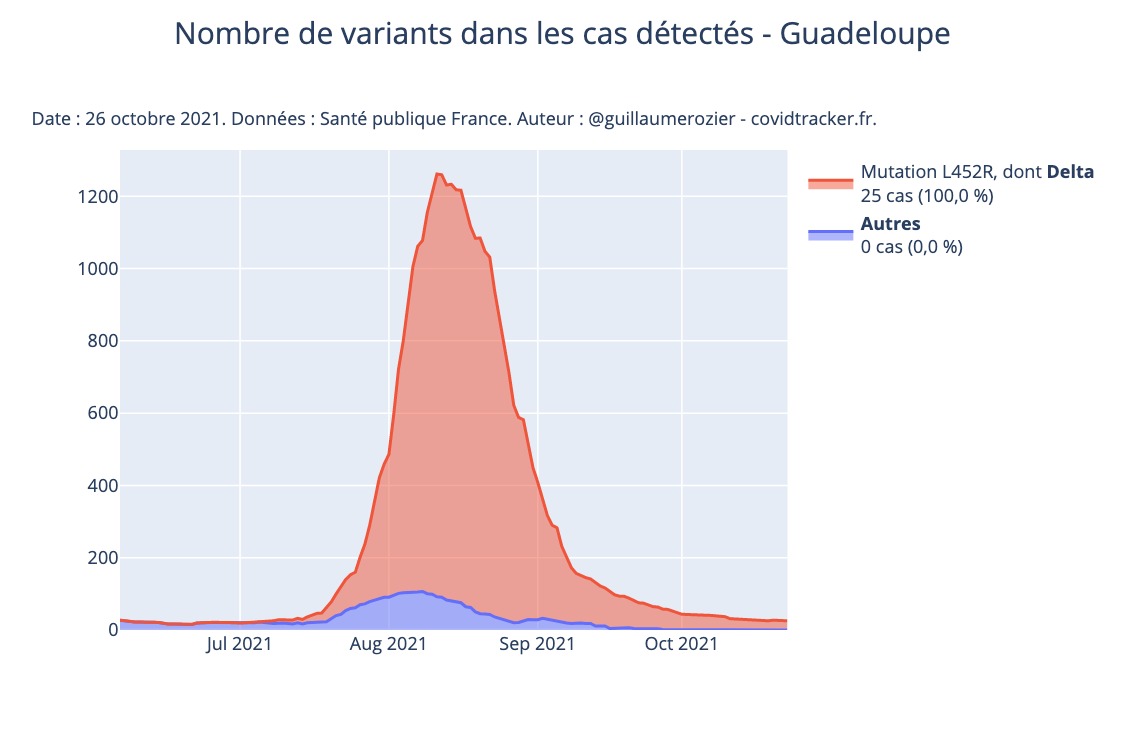 Nombre de variants dans les cas détectés - Guadeloupe
Date : 26 octobre 2021. Données : Santé publique France. Auteur : @guillaumerozier - covidtracker.fr.
Mutation L452R, dont Delta
25 cas (100,0 %)
Autres
0 cas (0,0 %)
1200
1000
800
600
400
200
0
Jul 2021
Aug 2021
Sep 2021
Oct 2021